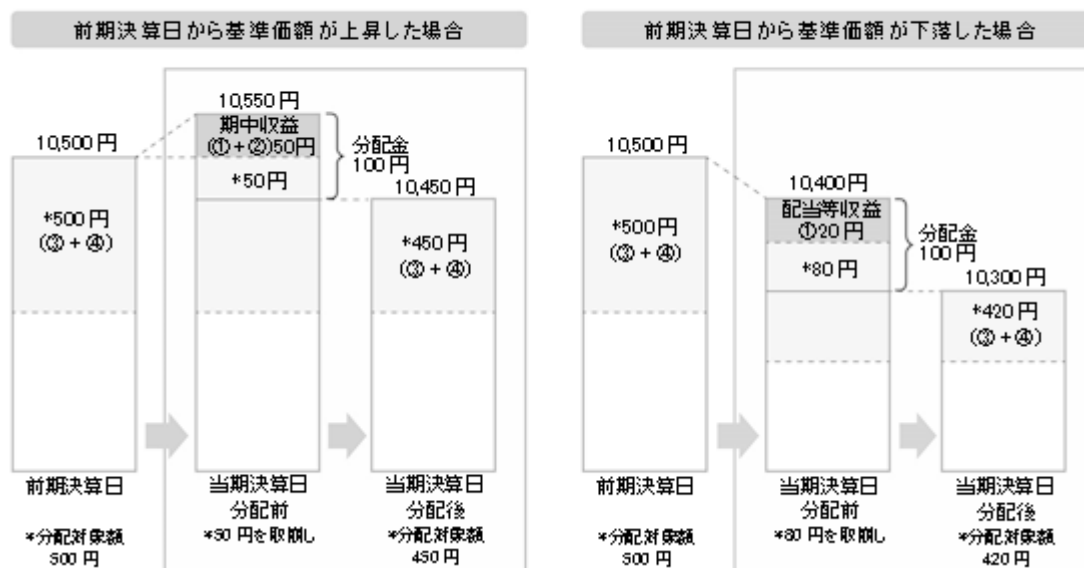 前期決算日から基準価額が上昇した場合
10,550円
期中収益
(①+②)50円
*50円
分配金
100円
10,500円
*500円
(③+④)
10,450円
*450円
(③+④)
前期決算日
*分配対象額
500円
当期決算日
分配前
*50円を取崩し
当期決算日
分配後
*分配対象額
450円
前期決算日から基準価額が下落した場合
10,500円
*500円
(③+④)
10,400円
配当等収益
①20円
*80円
分配金
100円
10,300円
*420円
(③+④)
前期決算日
*分配対象額
500円
当期決算日
分配前
*80円を取崩し
当期決算日
分配後
*分配対象額
420円